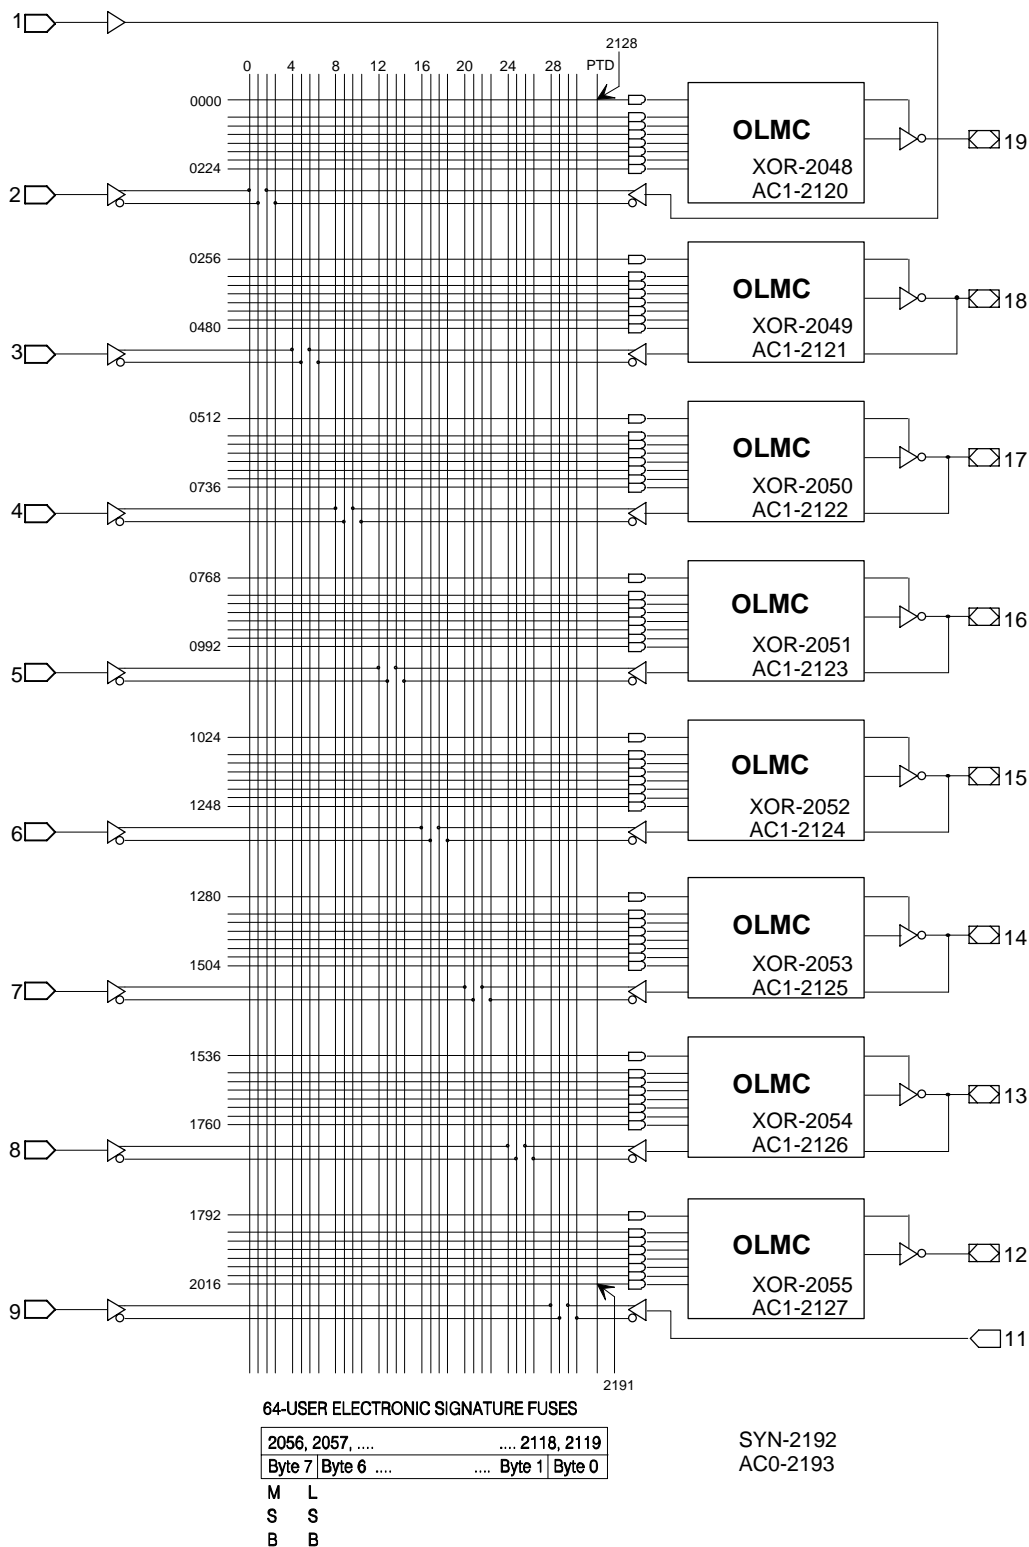 1
2128
0 4 8 12 16 20 24 28 PTD
0000
OLMC
19
0224
XOR-2048
AC1-2120
2
0256
OLMC
18
0480
XOR-2049
AC1-2121
3
0512
OLMC
17
0736
XOR-2050
AC1-2122
4
0768
OLMC
16
0992
XOR-2051
AC1-2123
5
1024
OLMC
15
1248
XOR-2052
AC1-2124
6
1280
OLMC
14
1504
XOR-2053
AC1-2125
7
1536
OLMC
13
1760
XOR-2054
AC1-2126
8
1792
OLMC
12
2016
XOR-2055
AC1-2127
9
11
2191
64-USER ELECTRONIC SIGNATURE FUSES
2056, 2057, .... .... 2118, 2119
Byte 7 Byte 6 .... .... Byte 1 Byte 0
M L
S S
B B
SYN-2192
AC0-2193